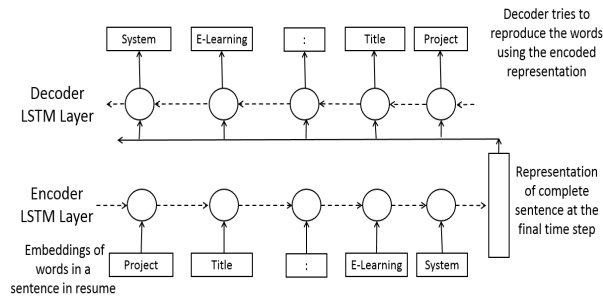 Decoder tries to
reproduce the words
using the encoded
representation
System E-Learning : Title Project
Decoder
LSTM Layer
Encoder
LSTM Layer
Representation
of complete
sentence at the
final time step
Embeddings of
words in a
sentence in resume
Project Title : E-Learning System